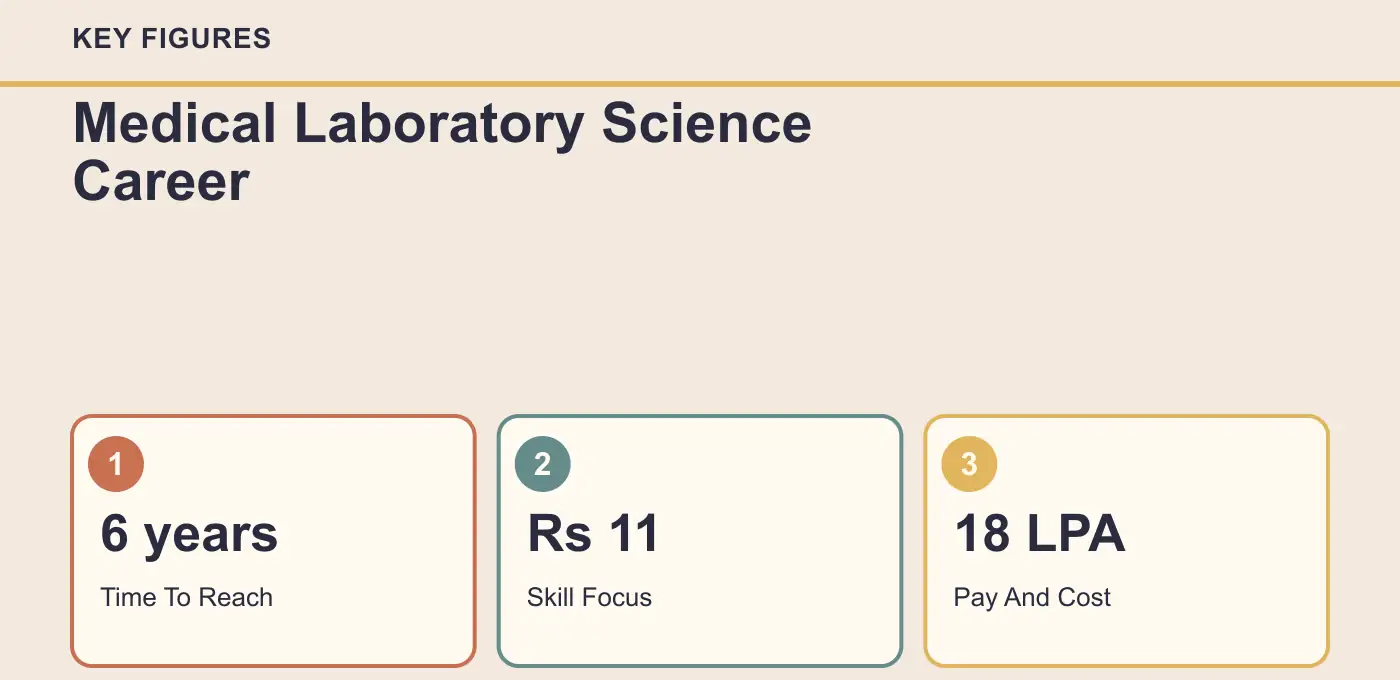 KEY FIGURES
Medical Laboratory Science
Career
1
6 years
Time To Reach
2
Rs 11
Skill Focus
3
18 LPA
Pay And Cost